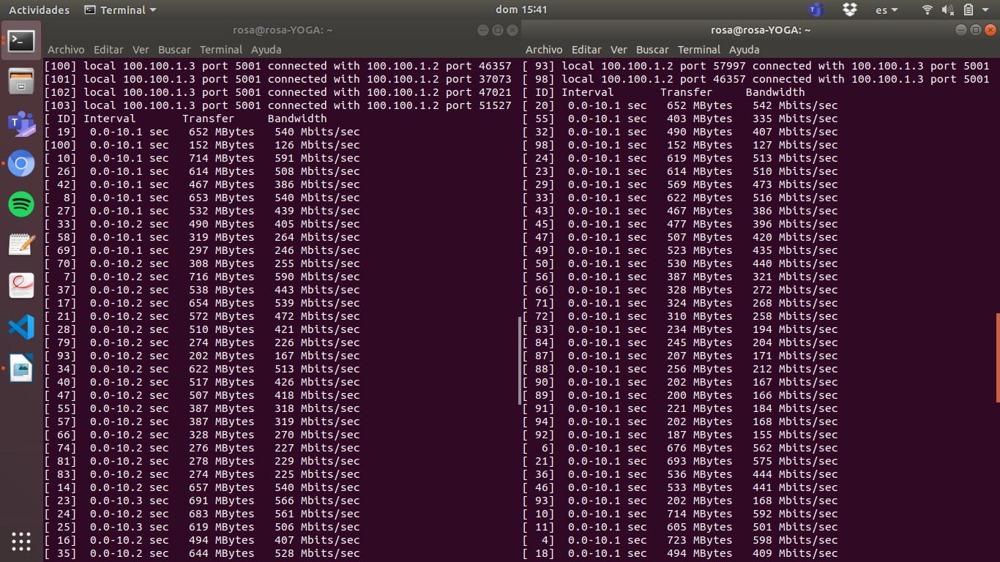 Actividades Terminal dom 15:41 es
rosa@rosa-YOGA: ~
Archivo Editar Ver Buscar Terminal Ayuda
[100] local 100.100.1.3 port 5001 connected with 100.100.1.2 port 46357
[101] local 100.100.1.3 port 5001 connected with 100.100.1.2 port 37073
[102] local 100.100.1.3 port 5001 connected with 100.100.1.2 port 47021
[103] local 100.100.1.3 port 5001 connected with 100.100.1.2 port 51527
[ ID] Interval       Transfer     Bandwidth
[ 19]  0.0-10.1 sec   652 MBytes   540 Mbits/sec
[100]  0.0-10.1 sec   152 MBytes   126 Mbits/sec
[ 10]  0.0-10.1 sec   714 MBytes   591 Mbits/sec
[ 26]  0.0-10.1 sec   614 MBytes   508 Mbits/sec
[ 42]  0.0-10.1 sec   467 MBytes   386 Mbits/sec
[  8]  0.0-10.1 sec   653 MBytes   540 Mbits/sec
[ 27]  0.0-10.1 sec   532 MBytes   439 Mbits/sec
[ 33]  0.0-10.2 sec   490 MBytes   405 Mbits/sec
[ 58]  0.0-10.1 sec   319 MBytes   264 Mbits/sec
[ 69]  0.0-10.1 sec   297 MBytes   246 Mbits/sec
[ 70]  0.0-10.2 sec   308 MBytes   255 Mbits/sec
[  7]  0.0-10.2 sec   716 MBytes   590 Mbits/sec
[ 37]  0.0-10.2 sec   538 MBytes   443 Mbits/sec
[ 17]  0.0-10.2 sec   654 MBytes   539 Mbits/sec
[ 21]  0.0-10.2 sec   572 MBytes   472 Mbits/sec
[ 28]  0.0-10.2 sec   510 MBytes   421 Mbits/sec
[ 79]  0.0-10.2 sec   274 MBytes   226 Mbits/sec
[ 93]  0.0-10.2 sec   202 MBytes   167 Mbits/sec
[ 34]  0.0-10.2 sec   622 MBytes   513 Mbits/sec
[ 40]  0.0-10.2 sec   517 MBytes   426 Mbits/sec
[ 47]  0.0-10.2 sec   507 MBytes   418 Mbits/sec
[ 55]  0.0-10.2 sec   387 MBytes   318 Mbits/sec
[ 57]  0.0-10.2 sec   387 MBytes   319 Mbits/sec
[ 66]  0.0-10.2 sec   328 MBytes   270 Mbits/sec
[ 74]  0.0-10.2 sec   276 MBytes   227 Mbits/sec
[ 81]  0.0-10.2 sec   278 MBytes   229 Mbits/sec
[ 83]  0.0-10.2 sec   274 MBytes   225 Mbits/sec
[ 14]  0.0-10.2 sec   657 MBytes   540 Mbits/sec
[ 23]  0.0-10.3 sec   691 MBytes   566 Mbits/sec
[ 24]  0.0-10.2 sec   683 MBytes   561 Mbits/sec
[ 25]  0.0-10.3 sec   619 MBytes   506 Mbits/sec
[ 16]  0.0-10.2 sec   494 MBytes   407 Mbits/sec
[ 35]  0.0-10.2 sec   644 MBytes   528 Mbits/sec
rosa@rosa-YOGA: ~
Archivo Editar Ver Buscar Terminal Ayuda
[ 93] local 100.100.1.2 port 57997 connected with 100.100.1.3 port 5001
[ 98] local 100.100.1.2 port 46357 connected with 100.100.1.3 port 5001
[ ID] Interval       Transfer     Bandwidth
[ 20]  0.0-10.1 sec   652 MBytes   542 Mbits/sec
[ 55]  0.0-10.1 sec   403 MBytes   335 Mbits/sec
[ 32]  0.0-10.1 sec   490 MBytes   407 Mbits/sec
[ 98]  0.0-10.1 sec   152 MBytes   127 Mbits/sec
[ 24]  0.0-10.1 sec   619 MBytes   513 Mbits/sec
[ 23]  0.0-10.1 sec   614 MBytes   510 Mbits/sec
[ 29]  0.0-10.1 sec   569 MBytes   473 Mbits/sec
[ 33]  0.0-10.1 sec   622 MBytes   516 Mbits/sec
[ 43]  0.0-10.1 sec   467 MBytes   386 Mbits/sec
[ 45]  0.0-10.1 sec   477 MBytes   396 Mbits/sec
[ 47]  0.0-10.1 sec   507 MBytes   420 Mbits/sec
[ 49]  0.0-10.1 sec   523 MBytes   435 Mbits/sec
[ 50]  0.0-10.1 sec   530 MBytes   440 Mbits/sec
[ 56]  0.0-10.1 sec   387 MBytes   321 Mbits/sec
[ 66]  0.0-10.1 sec   328 MBytes   272 Mbits/sec
[ 71]  0.0-10.1 sec   324 MBytes   268 Mbits/sec
[ 72]  0.0-10.1 sec   310 MBytes   258 Mbits/sec
[ 83]  0.0-10.1 sec   234 MBytes   194 Mbits/sec
[ 84]  0.0-10.1 sec   245 MBytes   204 Mbits/sec
[ 87]  0.0-10.1 sec   207 MBytes   171 Mbits/sec
[ 88]  0.0-10.1 sec   256 MBytes   212 Mbits/sec
[ 90]  0.0-10.1 sec   202 MBytes   167 Mbits/sec
[ 89]  0.0-10.1 sec   200 MBytes   166 Mbits/sec
[ 91]  0.0-10.1 sec   221 MBytes   184 Mbits/sec
[ 94]  0.0-10.1 sec   202 MBytes   168 Mbits/sec
[ 92]  0.0-10.1 sec   187 MBytes   155 Mbits/sec
[  6]  0.0-10.1 sec   676 MBytes   562 Mbits/sec
[ 21]  0.0-10.1 sec   693 MBytes   575 Mbits/sec
[ 36]  0.0-10.1 sec   536 MBytes   444 Mbits/sec
[ 46]  0.0-10.1 sec   533 MBytes   441 Mbits/sec
[ 93]  0.0-10.1 sec   202 MBytes   168 Mbits/sec
[ 10]  0.0-10.1 sec   714 MBytes   592 Mbits/sec
[ 11]  0.0-10.1 sec   605 MBytes   501 Mbits/sec
[  4]  0.0-10.1 sec   723 MBytes   598 Mbits/sec
[ 18]  0.0-10.1 sec   494 MBytes   409 Mbits/sec